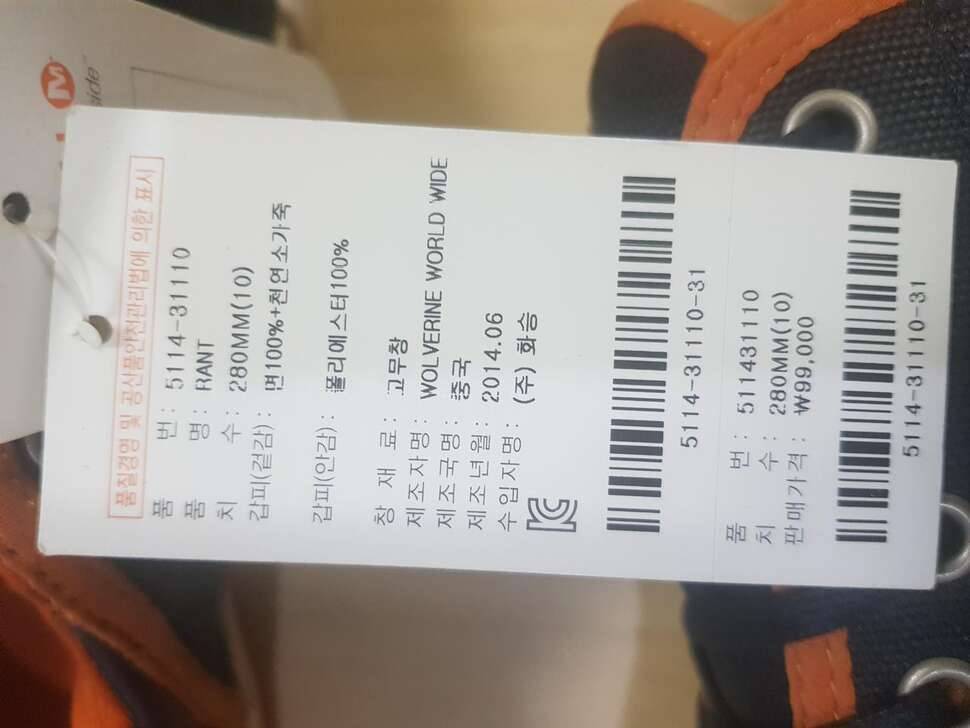 품질경영 및 공산품안전관리법에 의한 표시
품 번 : 5114-31110
품 명 : RANT
치 수 : 280MM(10)
갑피(겉감) : 면100%+천연소가죽
갑피(안감) : 폴리에스터100%
창 재 료 : 고무창
제조자명 : WOLVERINE WORLD WIDE
제조국명 : 중국
제조년월 : 2014.06
수입자명 : (주) 화승
5114-31110-31
품 번 : 511431110
치 수 : 280MM(10)
판매가격 : ₩99,000
5114-31110-31